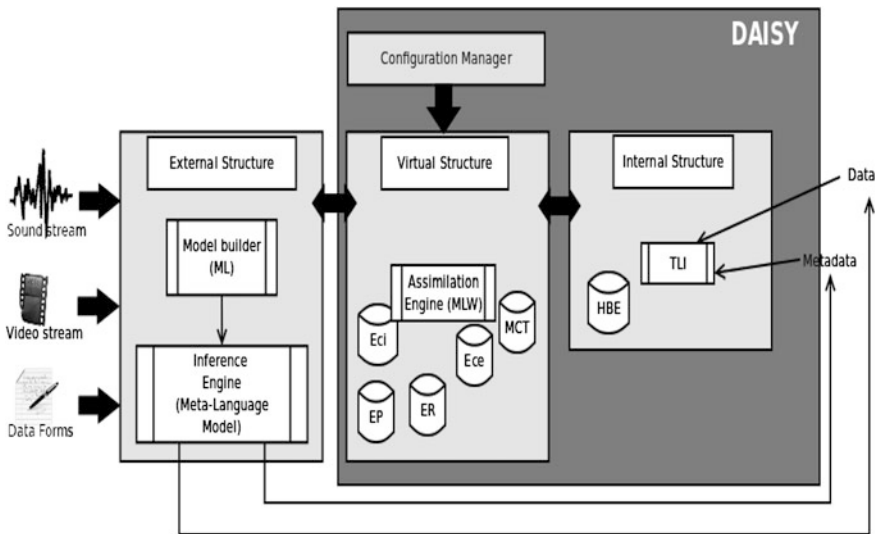 DAISY
Configuration Manager
External Structure
Virtual Structure
Internal Structure
Data
Sound stream
Model builder
(ML)
TLI
Metadata
Assimilation
Engine (MLW)
HBE
MCT
Video stream
Eci
Ece
Inference
Engine
(Meta-Language
Model)
EP
ER
Data Forms